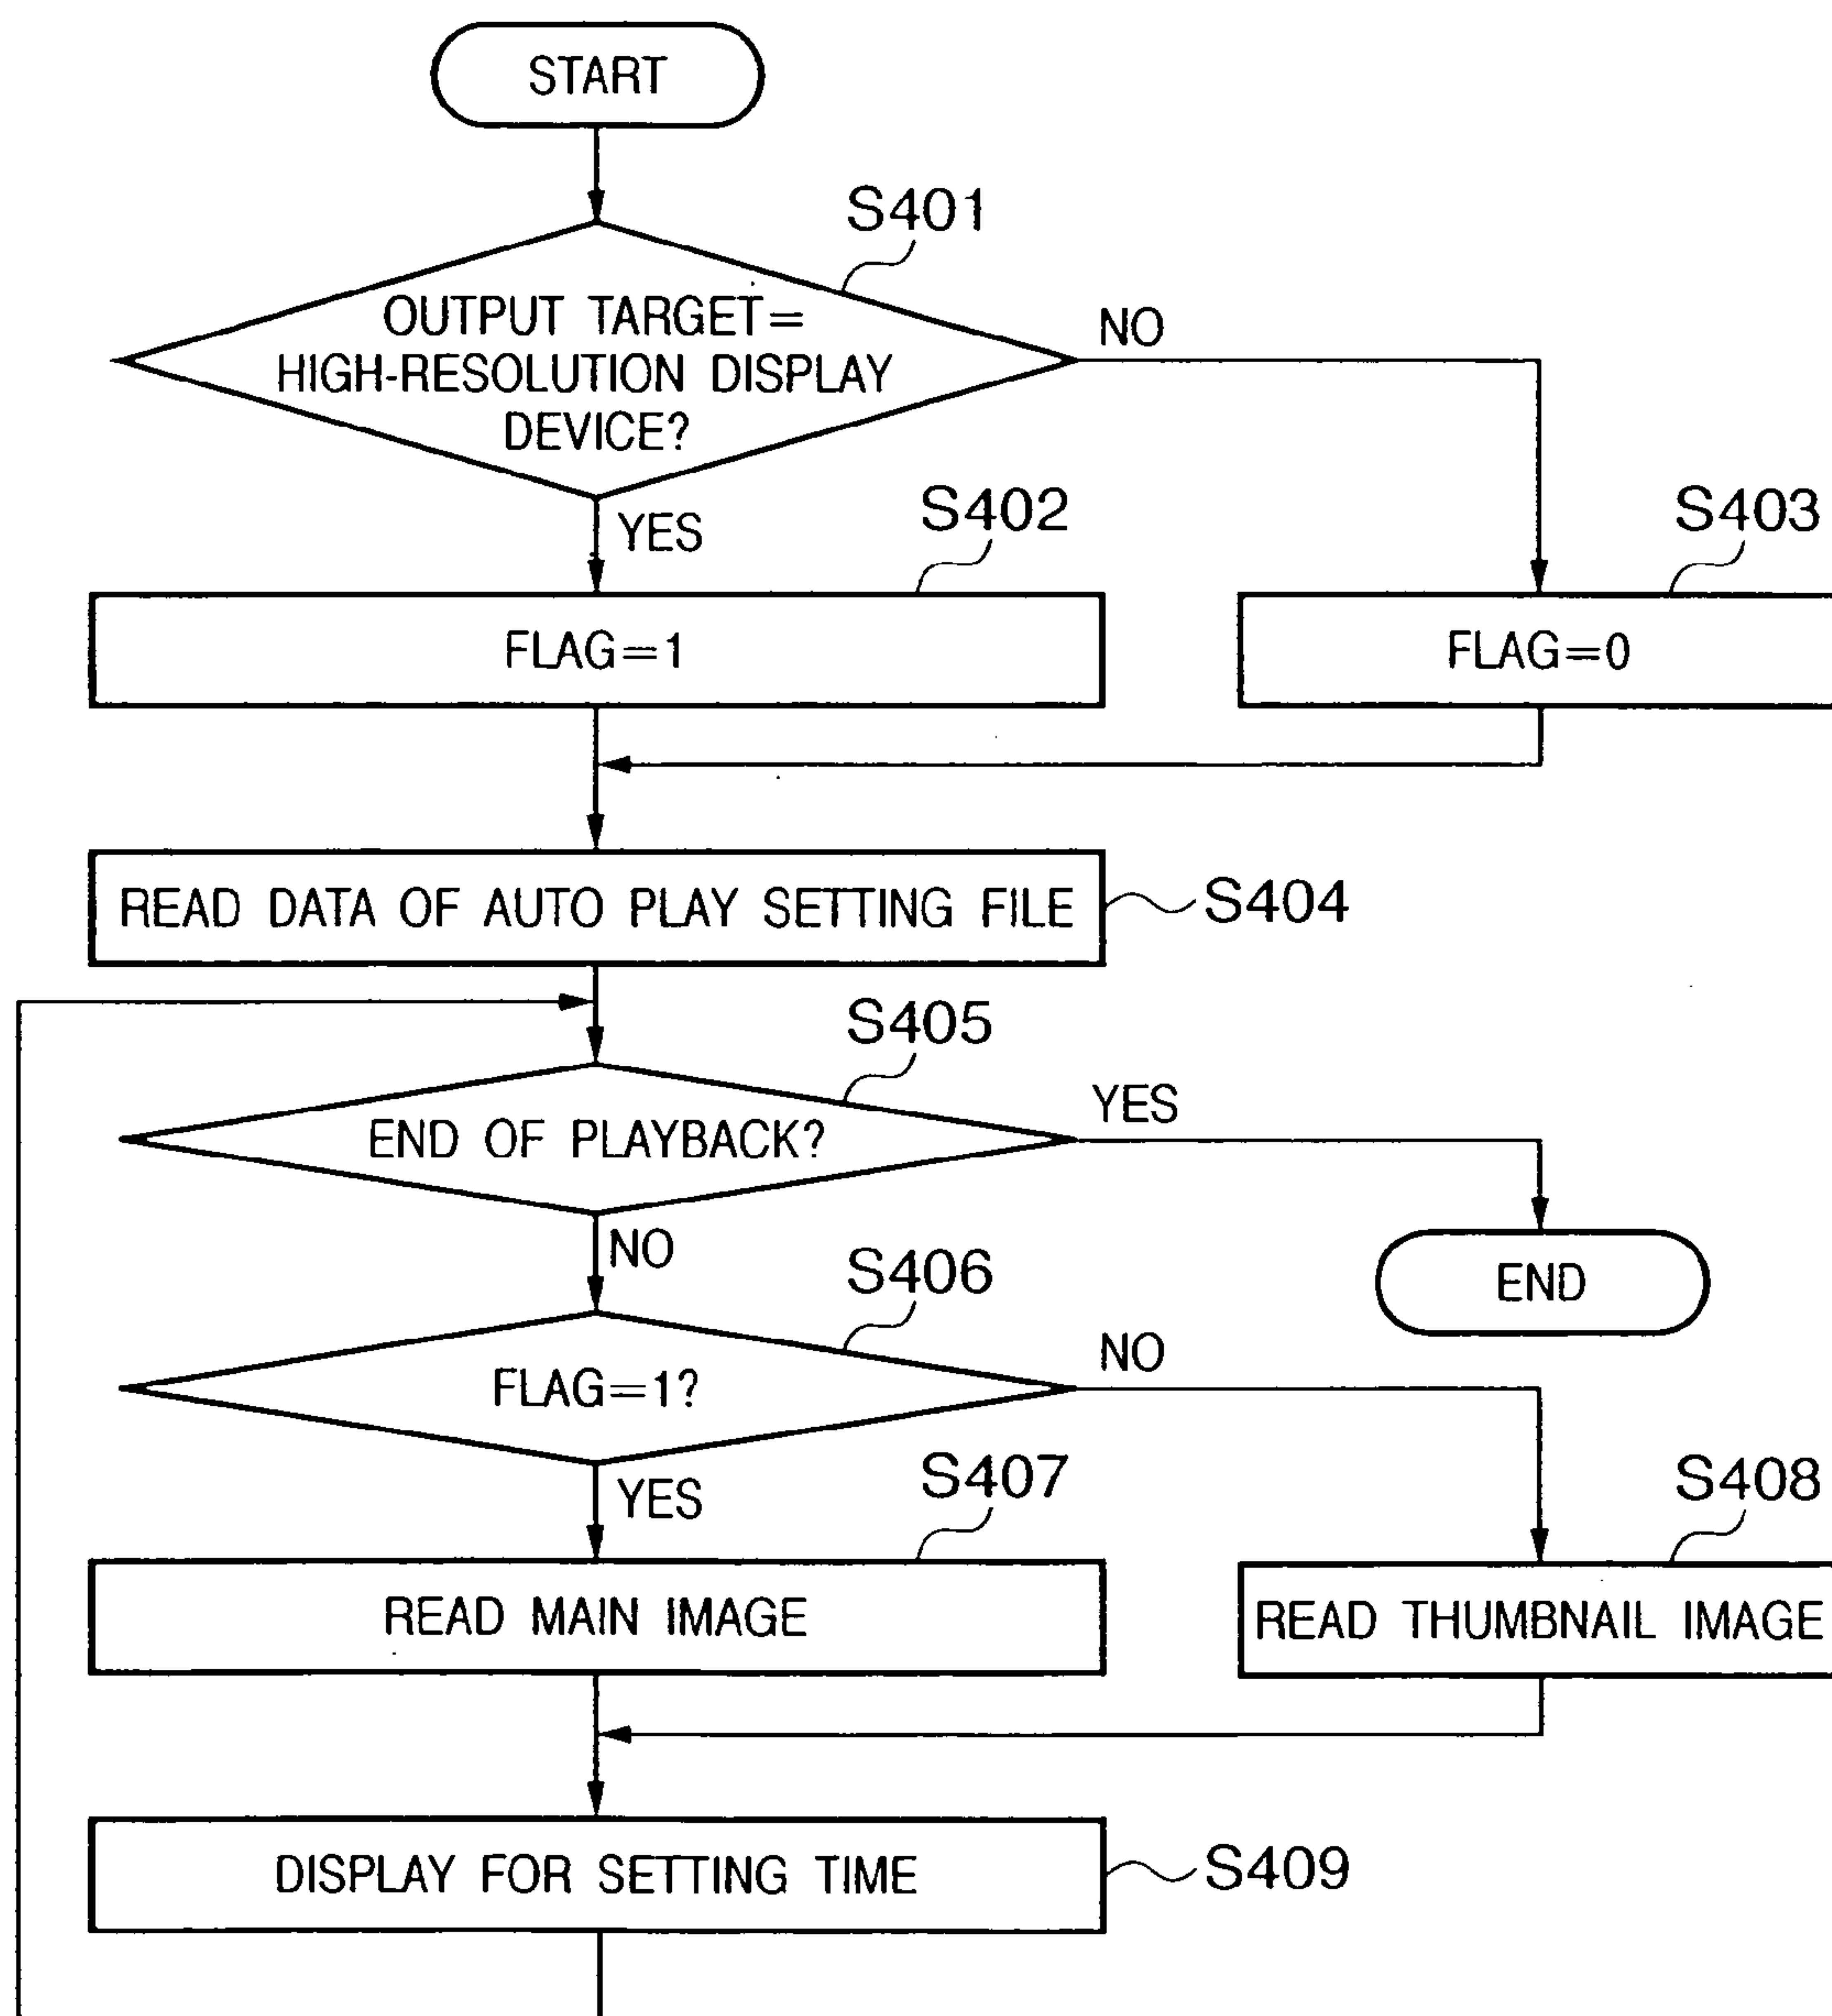 START
S401
OUTPUT TARGET=
HIGH-RESOLUTION DISPLAY
DEVICE?
NO
YES
S402
S403
FLAG=1
FLAG=0
READ DATA OF AUTO PLAY SETTING FILE
S404
S405
END OF PLAYBACK?
YES
NO
END
S406
FLAG=1?
NO
YES
S407
S408
READ MAIN IMAGE
READ THUMBNAIL IMAGE
DISPLAY FOR SETTING TIME
S409